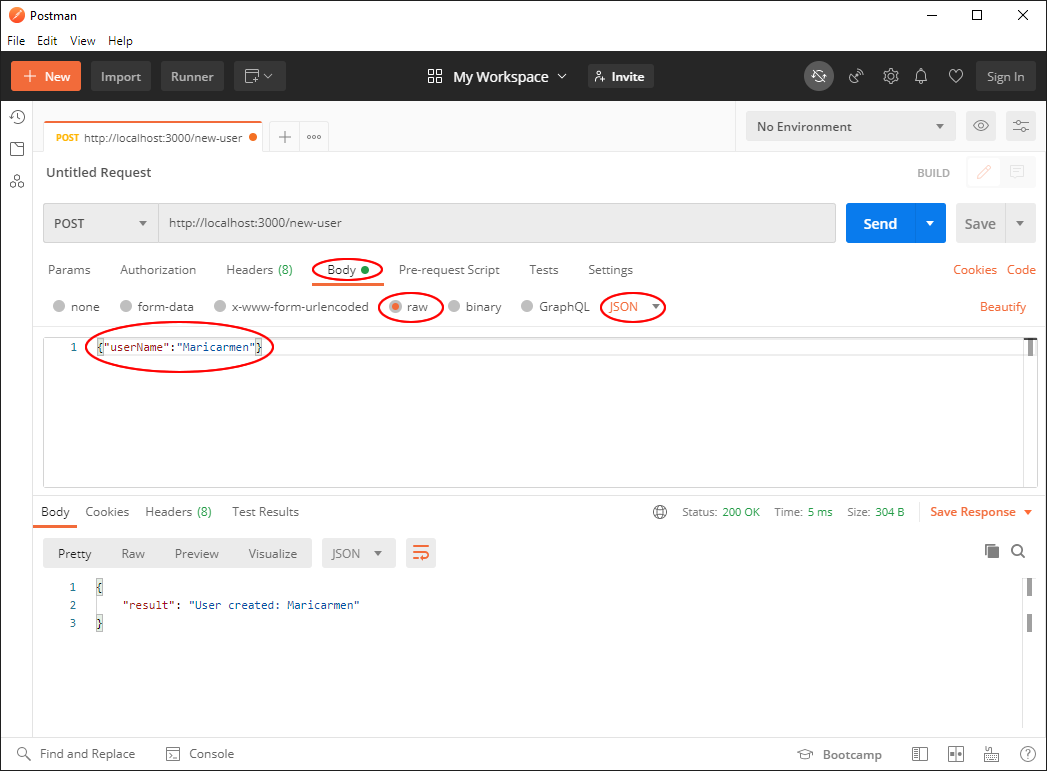 Postman
File Edit View Help
New Import Runner My Workspace Invite Sign In
POST http://localhost:3000/new-user No Environment
Untitled Request BUILD
POST http://localhost:3000/new-user Send Save
Params Authorization Headers (8) Body Pre-request Script Tests Settings Cookies Code
none form-data x-www-form-urlencoded raw binary GraphQL JSON Beautify
1 {"userName":"Maricarmen"}
Body Cookies Headers (8) Test Results Status: 200 OK Time: 5 ms Size: 304 B Save Response
Pretty Raw Preview Visualize JSON
1 {
2 "result": "User created: Maricarmen"
3 }
Find and Replace Console Bootcamp